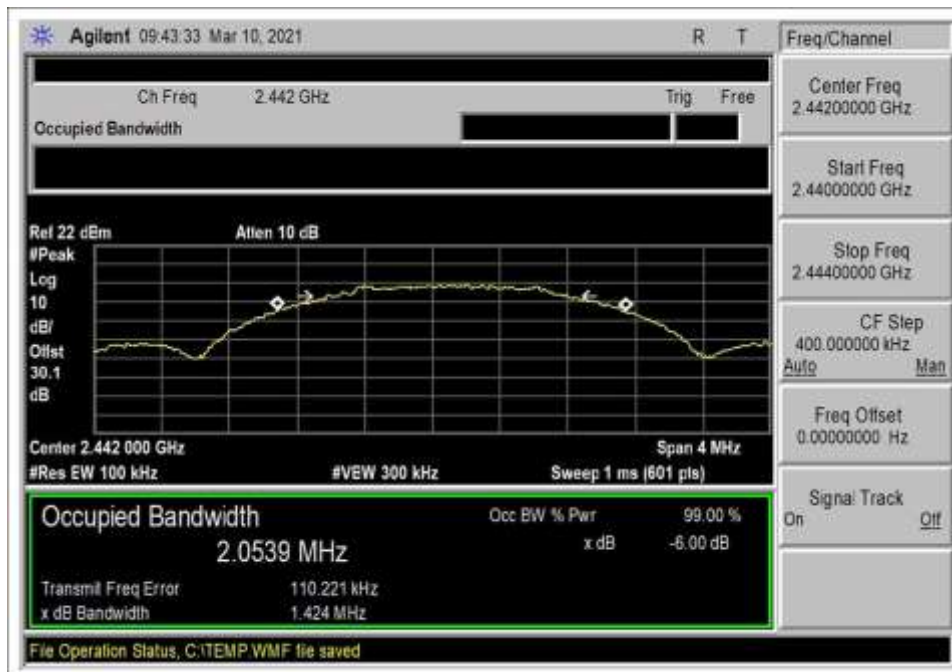 Agilent 09:43:33 Mar 10, 2021 R T
Freq/Channel
Ch Freq 2.442 GHz Trig Free
Occupied Bandwidth
Center Freq
2.44200000 GHz
Start Freq
2.44000000 GHz
Stop Freq
2.44400000 GHz
CF Step
400.000000 kHz
Auto Man
Freq Offset
0.00000000 Hz
Signal Track
On Off
Ref 22 dBm Atten 10 dB
#Peak
Log
10
dB/
Offst
30.1
dB
Center 2.442 000 GHz Span 4 MHz
#Res BW 100 kHz #VBW 300 kHz Sweep 1 ms (601 pts)
Occupied Bandwidth Occ BW % Pwr 99.00 %
2.0539 MHz x dB -6.00 dB
Transmit Freq Error 110.221 kHz
x dB Bandwidth 1.424 MHz
File Operation Status, C:\TEMP.WMF file saved